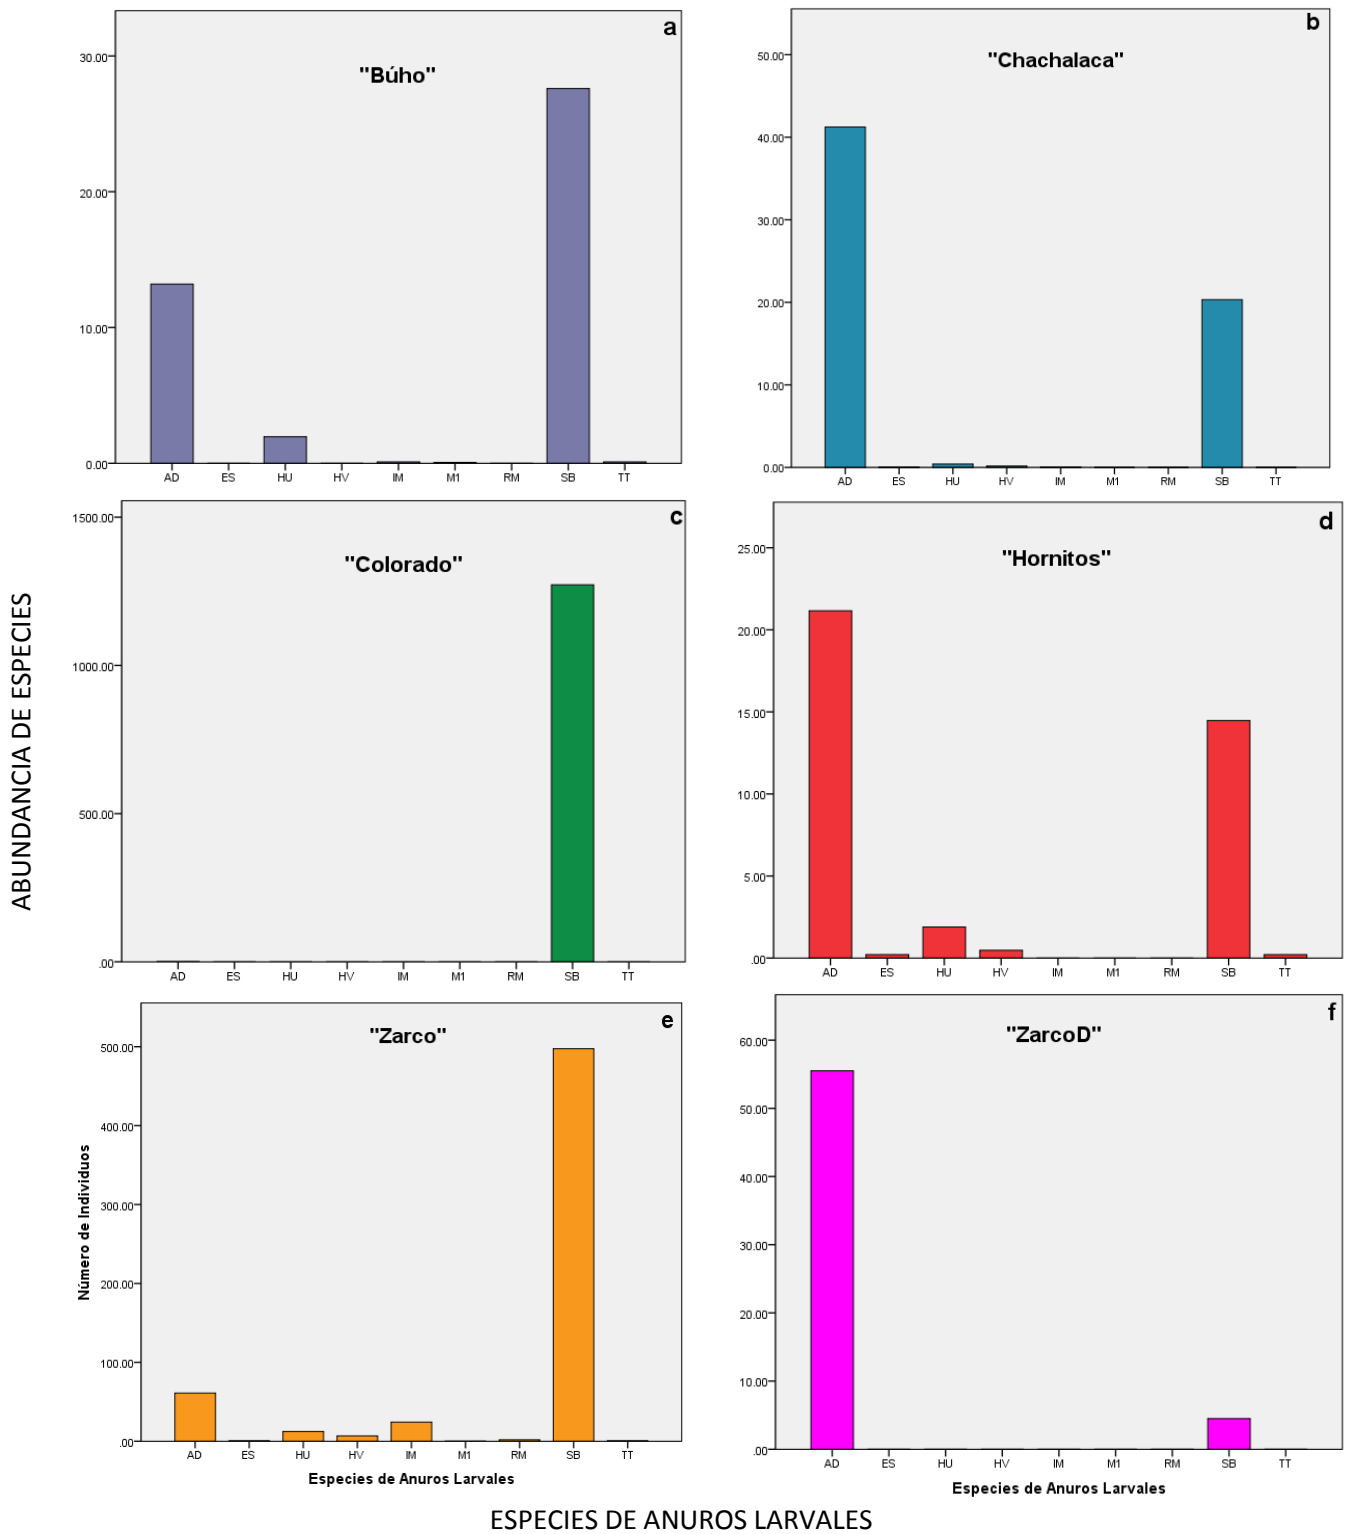 ABUNDANCIA DE ESPECIES
a
"Búho"
30.00
20.00
10.00
0.00
AD ES HU HV IM M1 RM SB TT
b
"Chachalaca"
50.00
40.00
30.00
20.00
10.00
0.00
AD ES HU HV IM M1 RM SB TT
c
"Colorado"
1500.00
1000.00
500.00
.00
AD ES HU HV IM M1 RM SB TT
d
"Hornitos"
25.00
20.00
15.00
10.00
5.00
.00
AD ES HU HV IM M1 RM SB TT
e
"Zarco"
Número de Individuos
500.00
400.00
300.00
200.00
100.00
.00
AD ES HU HV IM M1 RM SB TT
Especies de Anuros Larvales
f
"ZarcoD"
60.00
50.00
40.00
30.00
20.00
10.00
.00
AD ES HU HV IM M1 RM SB TT
Especies de Anuros Larvales
ESPECIES DE ANUROS LARVALES